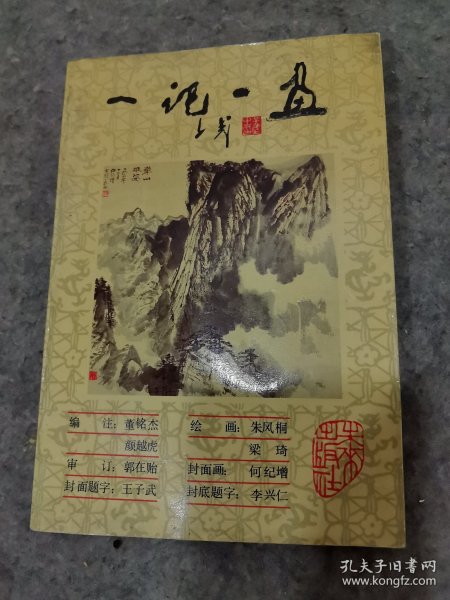 一记一画
编 注：董铭杰
颜越虎
审 订：郭在贻
封面题字：王子武
绘 画：朱凤桐
梁 琦
封面画：何纪增
封底题字：李兴仁
孔夫子旧书网
www.kongfz.com